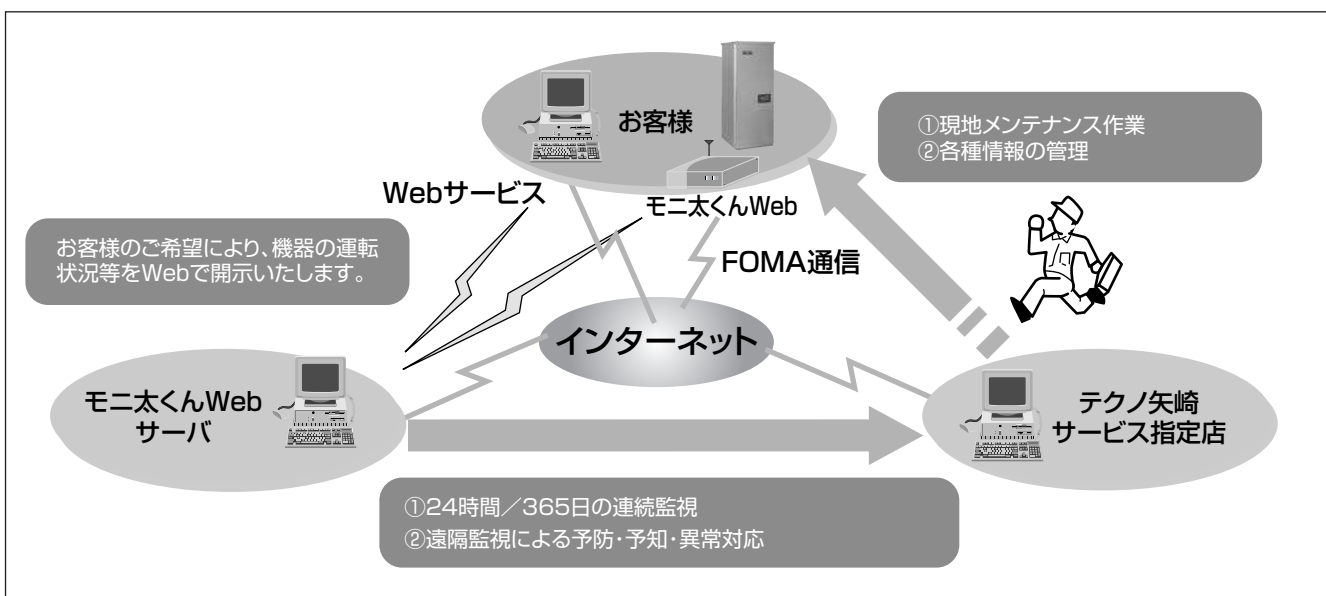 お客様
①現地メンテナンス作業
②各種情報の管理
Webサービス
モニ太くんWeb
お客様のご希望により、機器の運転
状況等をWebで開示いたします。
FOMA通信
インターネット
モニ太くんWeb
サーバ
テクノ矢崎
サービス指定店
①24時間／365日の連続監視
②遠隔監視による予防・予知・異常対応